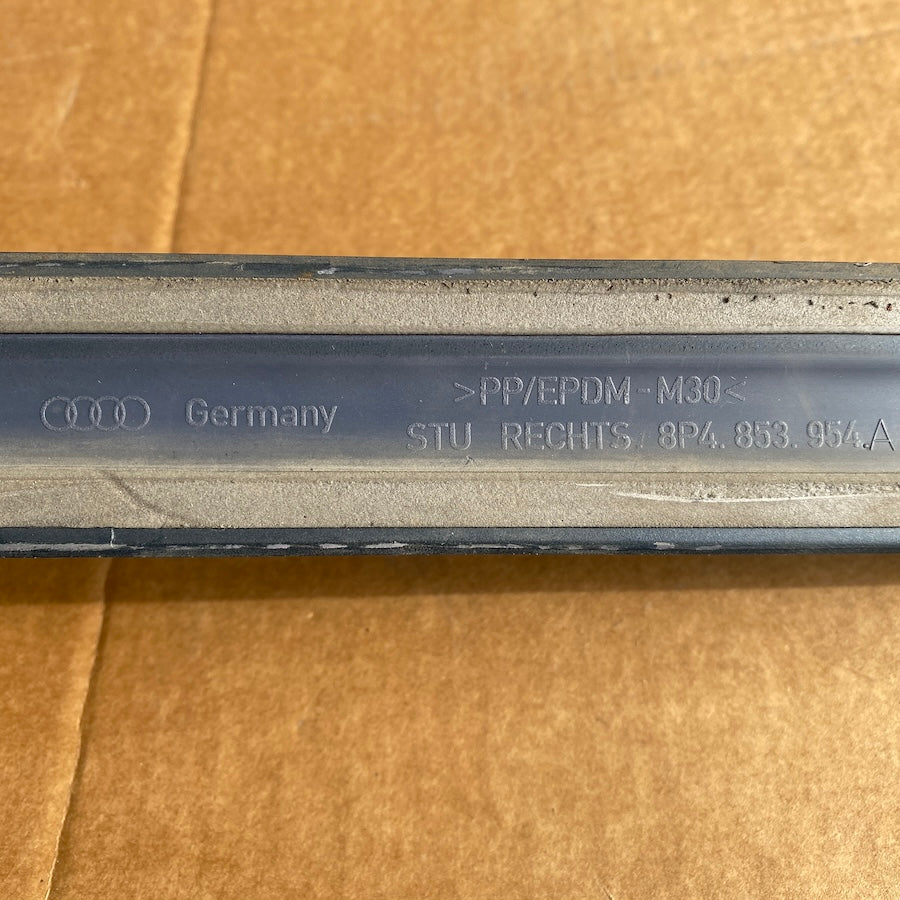 >PP/EPDM-M30<
Germany
STU RECHTS 8P4. 853. 954.A